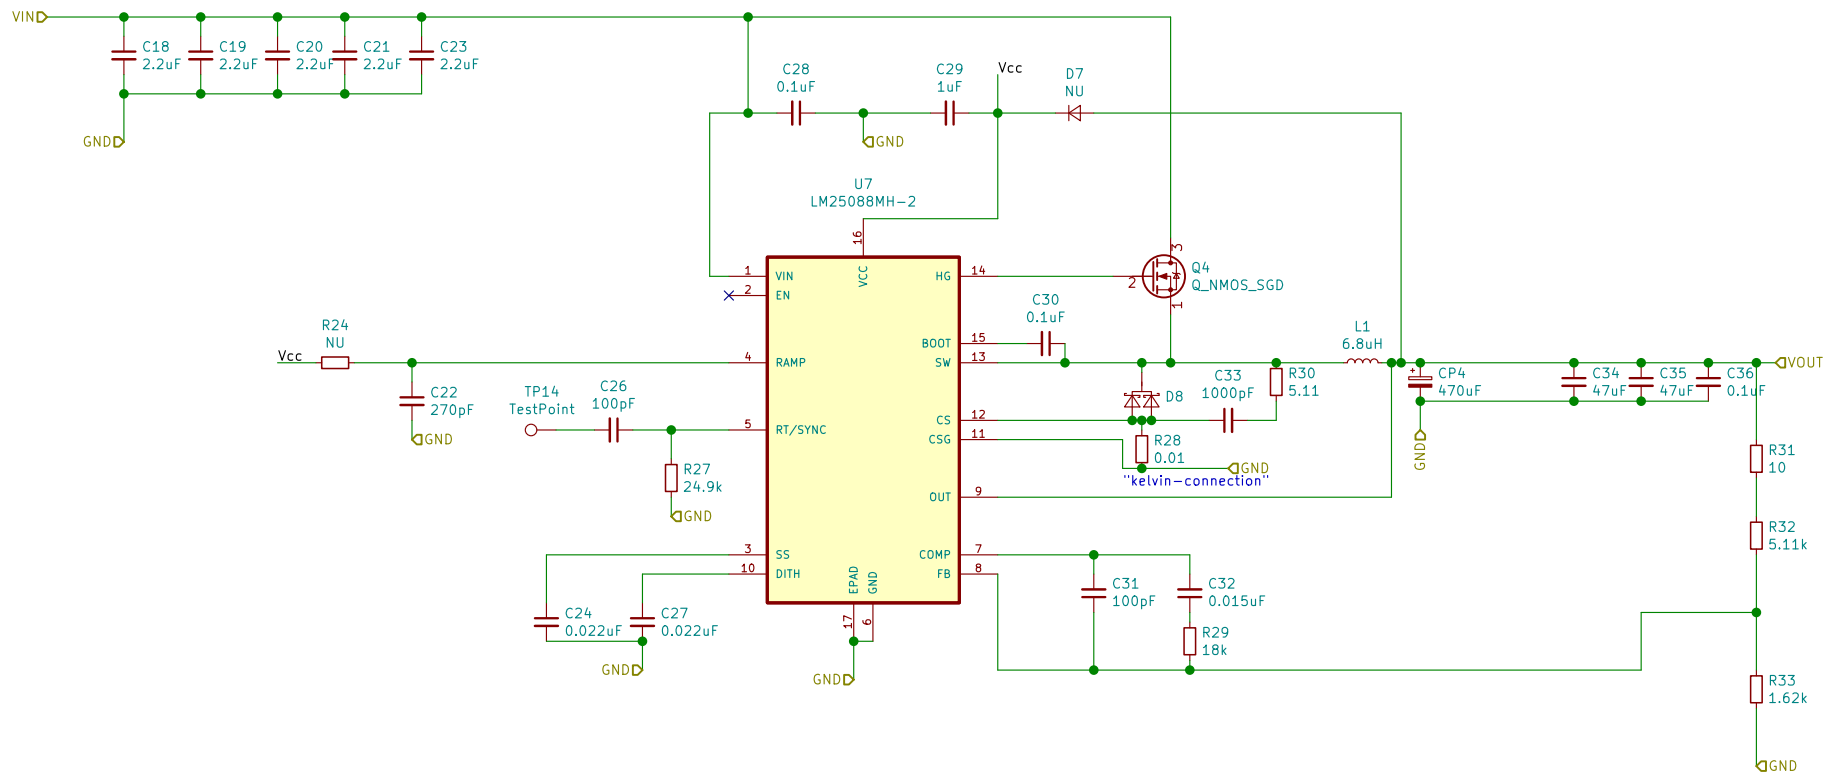 VIN
C18
2.2uF
C19
2.2uF
C20
2.2uF
C21
2.2uF
C23
2.2uF
GND
C28
0.1uF
C29
1uF
Vcc
D7
NU
GND
U7
LM25088MH-2
16
VCC
1
VIN
2
EN
4
RAMP
5
RT/SYNC
3
SS
10
DITH
EPAD
GND
17
6
GND
HG
14
BOOT
15
SW
13
CS
12
CSG
11
OUT
9
COMP
7
FB
8
Vcc
R24
NU
C22
270pF
GND
TP14
TestPoint
C26
100pF
R27
24.9k
GND
C24
0.022uF
C27
0.022uF
GND
3
2
1
Q4
Q_NMOS_SGD
C30
0.1uF
D8
C33
1000pF
R30
5.11
R28
0.01
GND
"kelvin-connection"
L1
6.8uH
+
CP4
470uF
GND
C34
47uF
C35
47uF
C36
0.1uF
VOUT
R31
10
R32
5.11k
R33
1.62k
GND
C31
100pF
C32
0.015uF
R29
18k